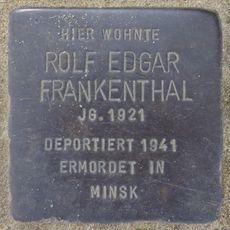 HIER WOHNTE
ROLF EDGAR
FRANKENTHAL
JG. 1921
DEPORTIERT 1941
ERMORDET IN
MINSK